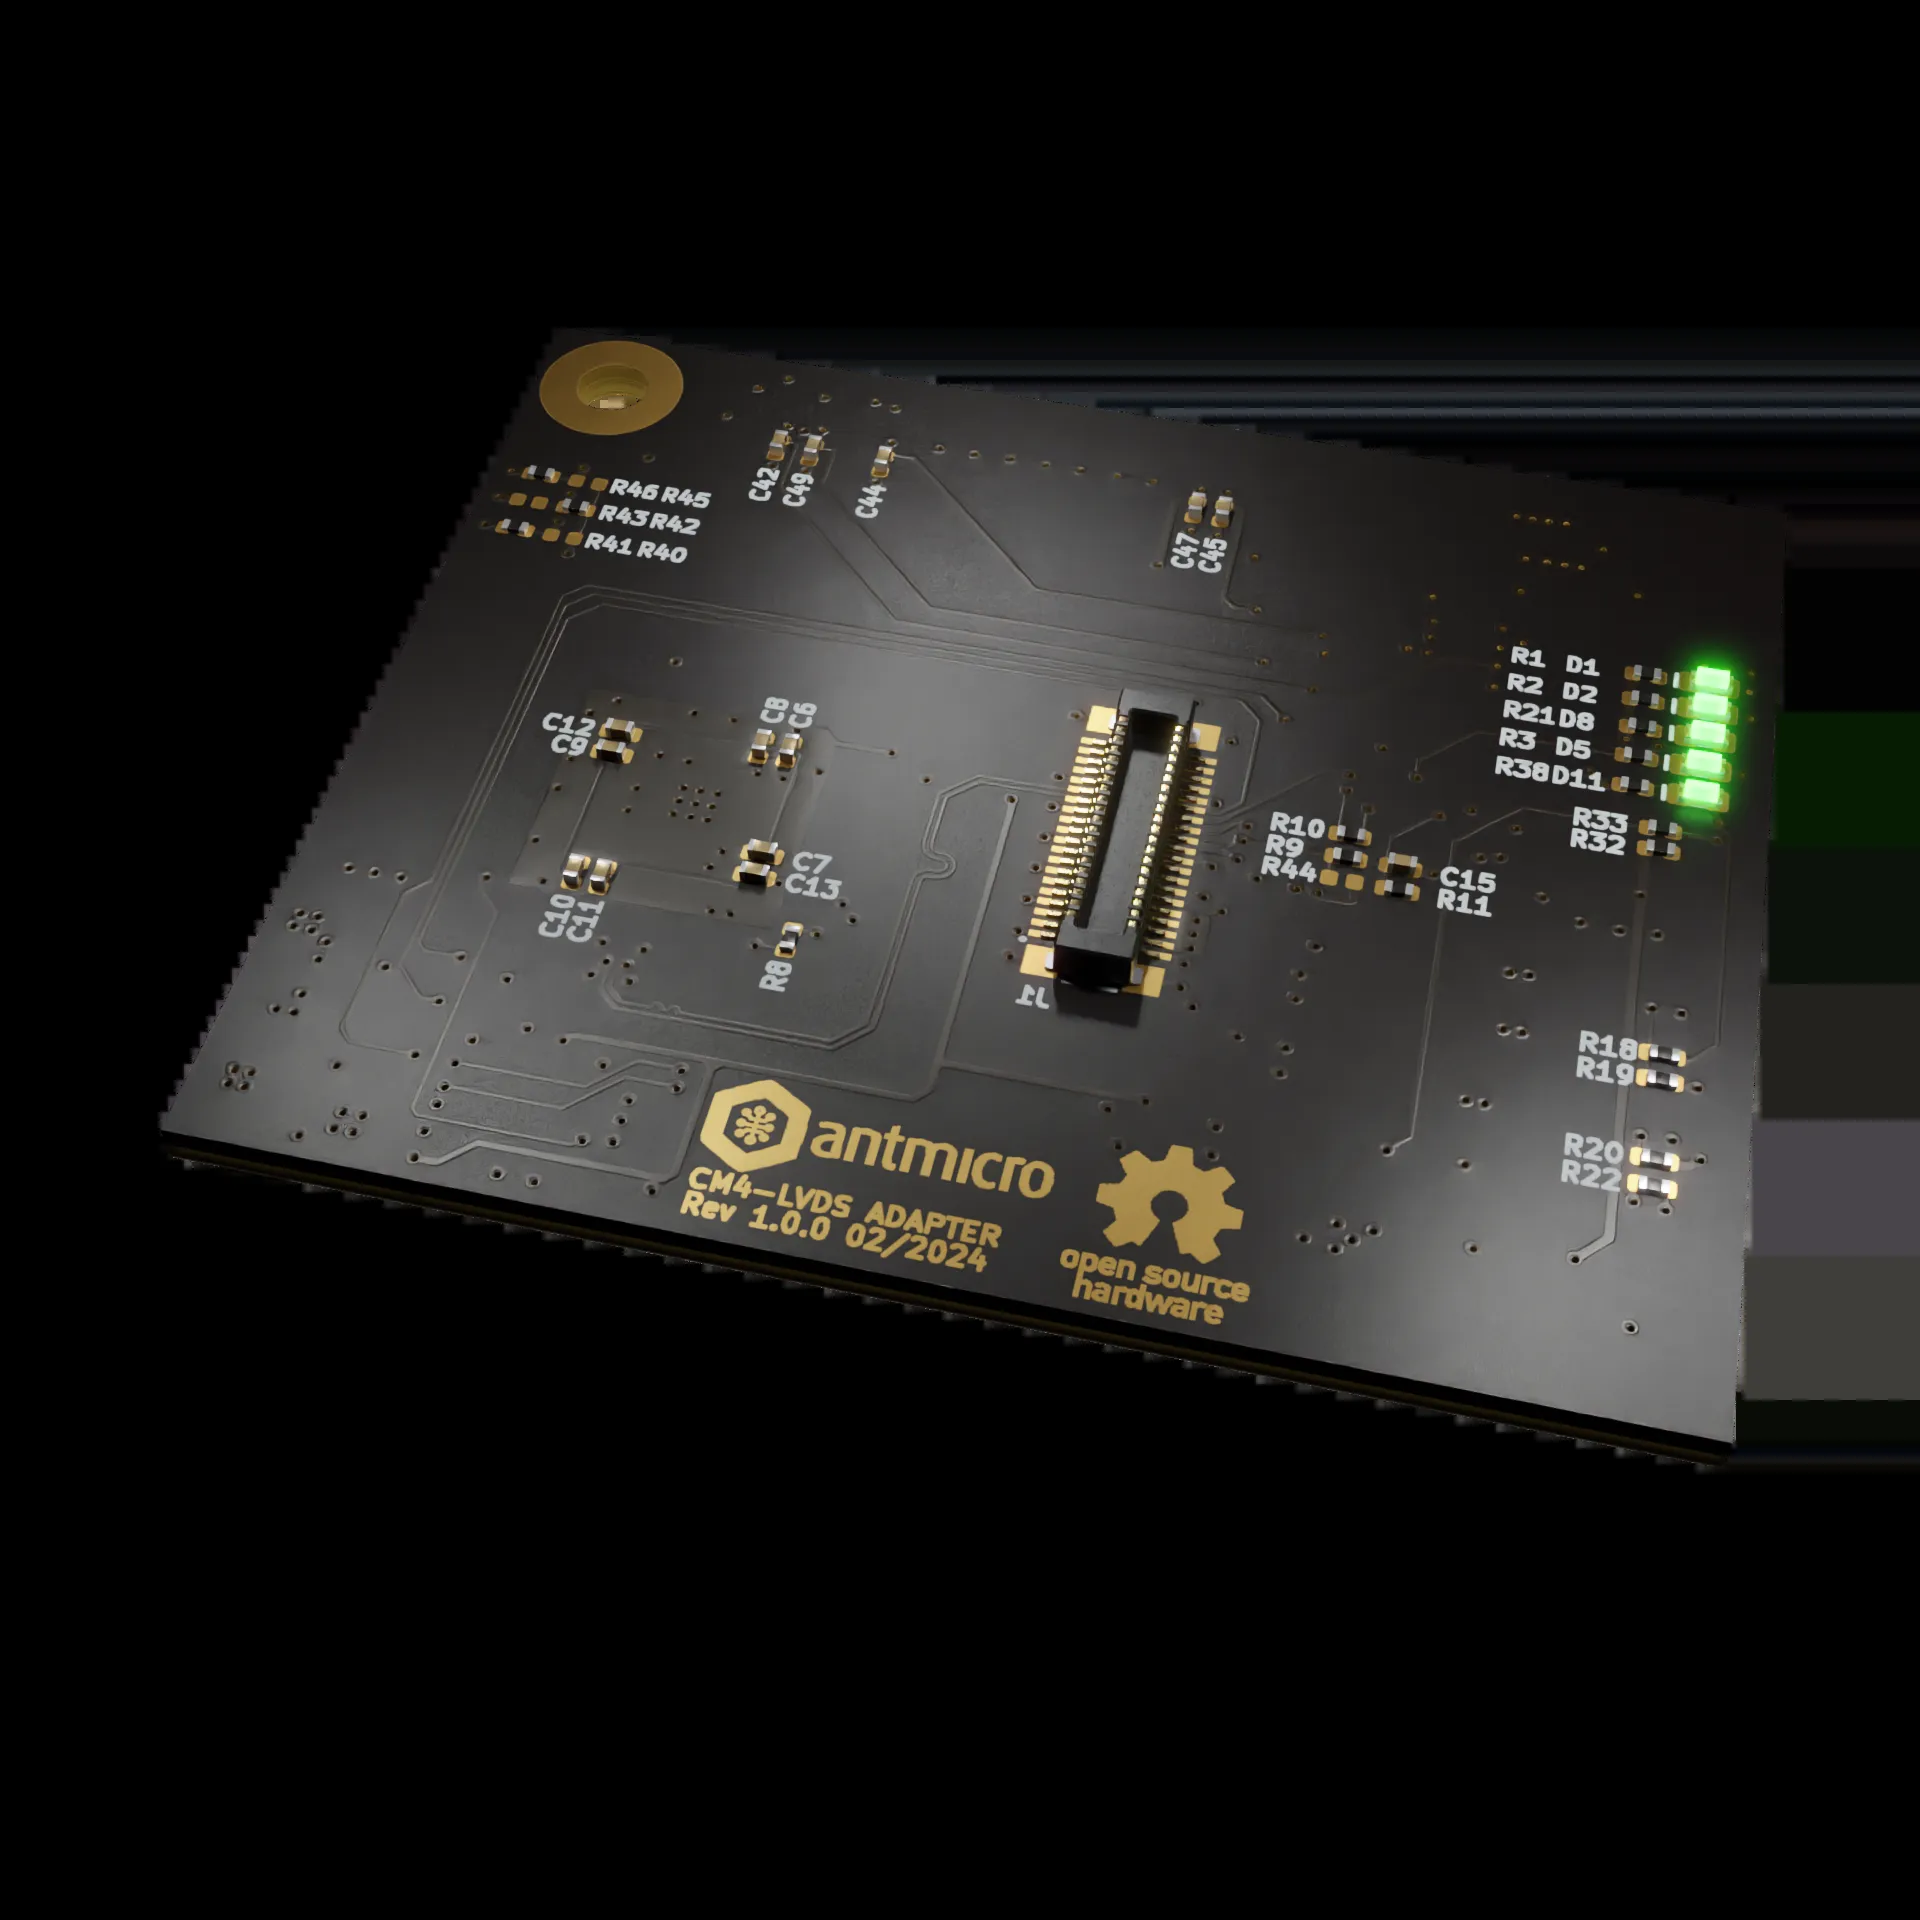 R46 R45
R43 R42
R41 R40
C42
C49
C44
C47
C45
R1 D1
R2 D2
R21 D8
R3 D5
R38 D11
R33
R32
C12
C9
C8
C6
R10
R9
R44
C15
R11
C7
C13
C10
C11
R8
J1
R18
R19
R20
R22
antmicro
CM4-LVDS ADAPTER
Rev 1.0.0 02/2024
open source
hardware